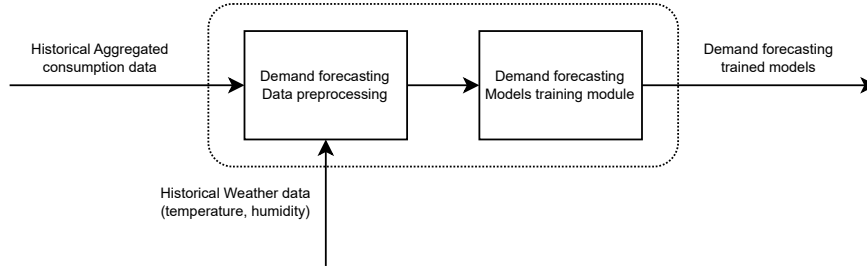 Historical Aggregated
consumption data
Demand forecasting
Data preprocessing
Demand forecasting
Models training module
Demand forecasting
trained models
Historical Weather data
(temperature, humidity)